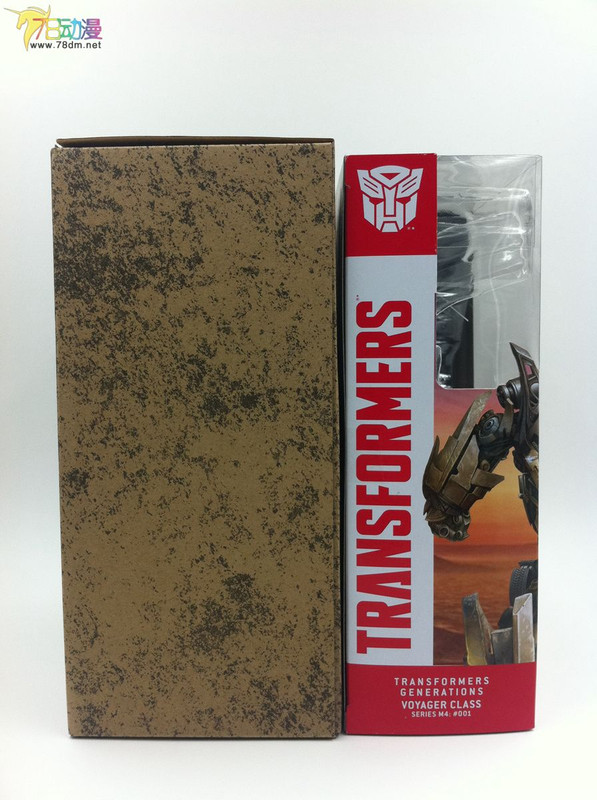 78动漫
www.78dm.net
TRANSFORMERS
TRANSFORMERS
GENERATIONS
VOYAGER CLASS
SERIES M4: #001